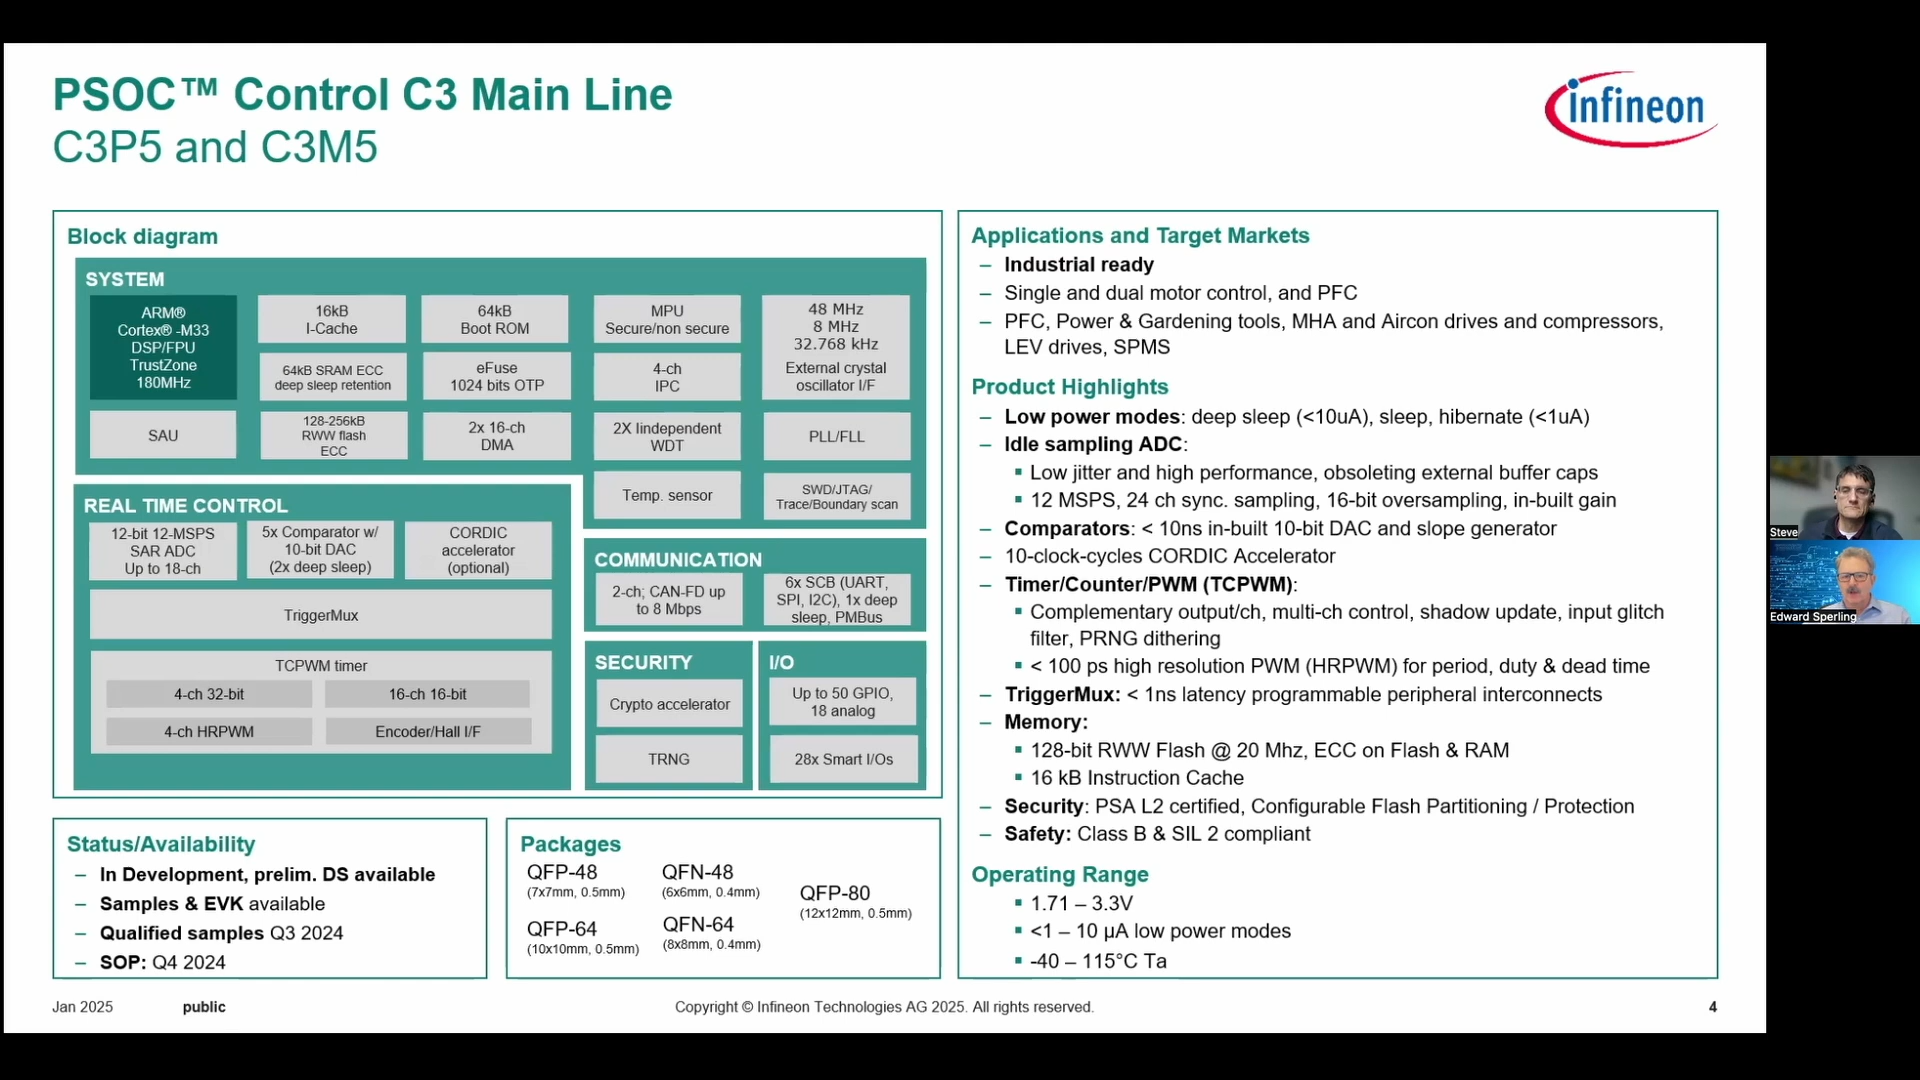 PSOC™ Control C3 Main Line
C3P5 and C3M5
infineon
Block diagram
SYSTEM
ARM®
Cortex® -M33
DSP/FPU
TrustZone
180MHz
16kB
I-Cache
64kB
Boot ROM
MPU
Secure/non secure
48 MHz
8 MHz
32.768 kHz
External crystal
oscillator I/F
64kB SRAM ECC
deep sleep retention
eFuse
1024 bits OTP
4-ch
IPC
SAU
128-256kB
RWW flash
ECC
2x 16-ch
DMA
2X Iindependent
WDT
PLL/FLL
Temp. sensor
SWD/JTAG/
Trace/Boundary scan
REAL TIME CONTROL
12-bit 12-MSPS
SAR ADC
Up to 18-ch
5x Comparator w/
10-bit DAC
(2x deep sleep)
CORDIC
accelerator
(optional)
TriggerMux
TCPWM timer
4-ch 32-bit
16-ch 16-bit
4-ch HRPWM
Encoder/Hall I/F
COMMUNICATION
2-ch; CAN-FD up
to 8 Mbps
6x SCB (UART,
SPI, I2C), 1x deep
sleep, PMBus
SECURITY
Crypto accelerator
TRNG
I/O
Up to 50 GPIO,
18 analog
28x Smart I/Os
Status/Availability
– In Development, prelim. DS available
– Samples & EVK available
– Qualified samples Q3 2024
– SOP: Q4 2024
Packages
QFP-48
(7x7mm, 0.5mm)
QFN-48
(6x6mm, 0.4mm)
QFP-80
(12x12mm, 0.5mm)
QFP-64
(10x10mm, 0.5mm)
QFN-64
(8x8mm, 0.4mm)
Applications and Target Markets
– Industrial ready
– Single and dual motor control, and PFC
– PFC, Power & Gardening tools, MHA and Aircon drives and compressors,
LEV drives, SPMS
Product Highlights
– Low power modes: deep sleep (<10uA), sleep, hibernate (<1uA)
– Idle sampling ADC:
▪ Low jitter and high performance, obsoleting external buffer caps
▪ 12 MSPS, 24 ch sync. sampling, 16-bit oversampling, in-built gain
– Comparators: < 10ns in-built 10-bit DAC and slope generator
– 10-clock-cycles CORDIC Accelerator
– Timer/Counter/PWM (TCPWM):
▪ Complementary output/ch, multi-ch control, shadow update, input glitch
filter, PRNG dithering
▪ < 100 ps high resolution PWM (HRPWM) for period, duty & dead time
– TriggerMux: < 1ns latency programmable peripheral interconnects
– Memory:
▪ 128-bit RWW Flash @ 20 Mhz, ECC on Flash & RAM
▪ 16 kB Instruction Cache
– Security: PSA L2 certified, Configurable Flash Partitioning / Protection
– Safety: Class B & SIL 2 compliant
Operating Range
▪ 1.71 – 3.3V
▪ <1 – 10 µA low power modes
▪ -40 – 115°C Ta
Steve
Edward Sperling
Jan 2025
public
Copyright © Infineon Technologies AG 2025. All rights reserved.
4